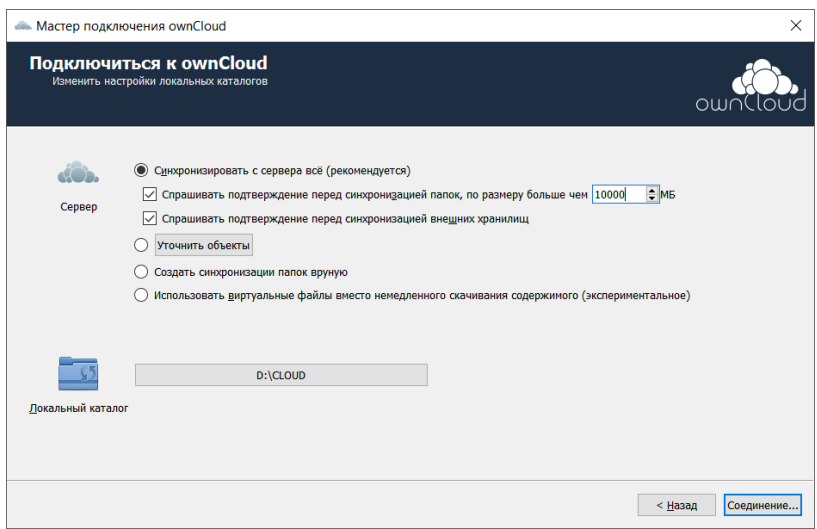 Мастер подключения ownCloud
Подключиться к ownCloud
Изменить настройки локальных каталогов
ownCloud
Синхронизировать с сервера всё (рекомендуется)
Спрашивать подтверждение перед синхронизацией папок, по размеру больше чем 10000 МБ
Сервер
Спрашивать подтверждение перед синхронизацией внешних хранилищ
Уточнить объекты
Создать синхронизации папок вруную
Использовать виртуальные файлы вместо немедленного скачивания содержимого (экспериментальное)
D:\CLOUD
Локальный каталог
< Назад
Соединение...